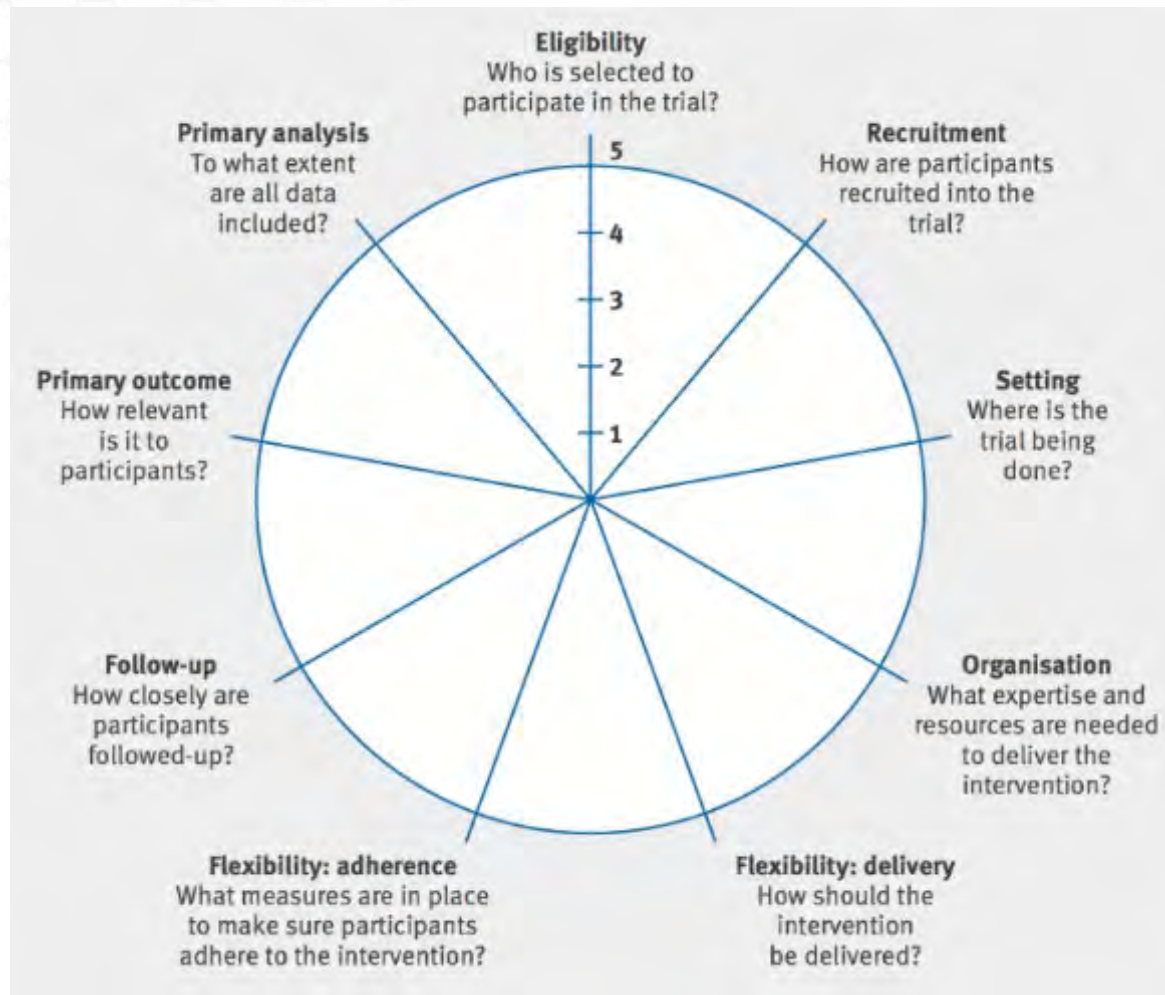 Eligibility
Who is selected to
participate in the trial?
Primary analysis
To what extent
are all data
included?
Recruitment
How are participants
recruited into the
trial?
5
4
3
2
1
Primary outcome
How relevant
is it to
participants?
Setting
Where is the
trial being
done?
Follow-up
How closely are
participants
followed-up?
Organisation
What expertise and
resources are needed
to deliver the
intervention?
Flexibility: adherence
What measures are in place
to make sure participants
adhere to the intervention?
Flexibility: delivery
How should the
intervention
be delivered?